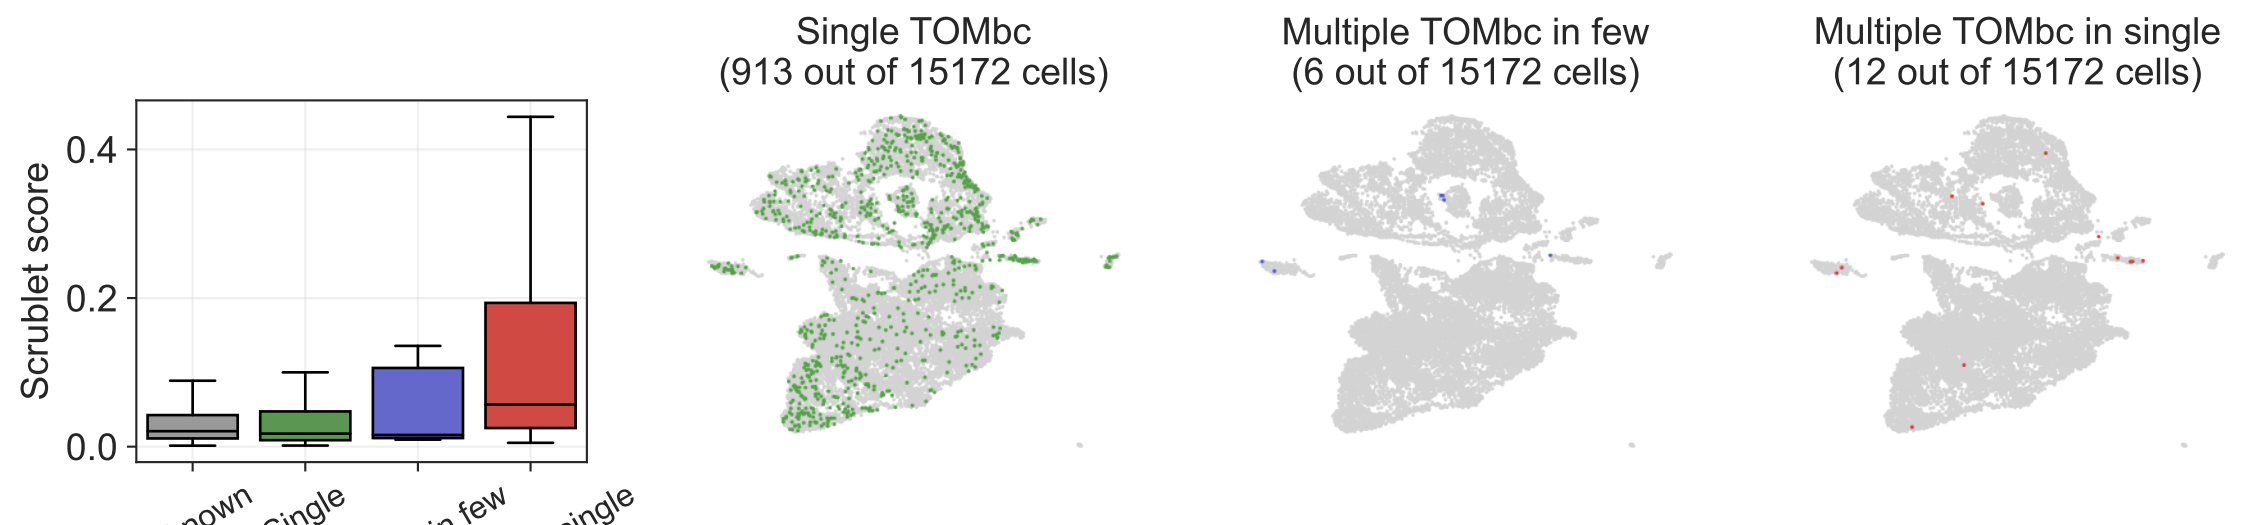 Single TOMbc
(913 out of 15172 cells)
Multiple TOMbc in few
(6 out of 15172 cells)
Multiple TOMbc in single
(12 out of 15172 cells)
Scrublet score
0.4
0.2
0.0
Single
in few